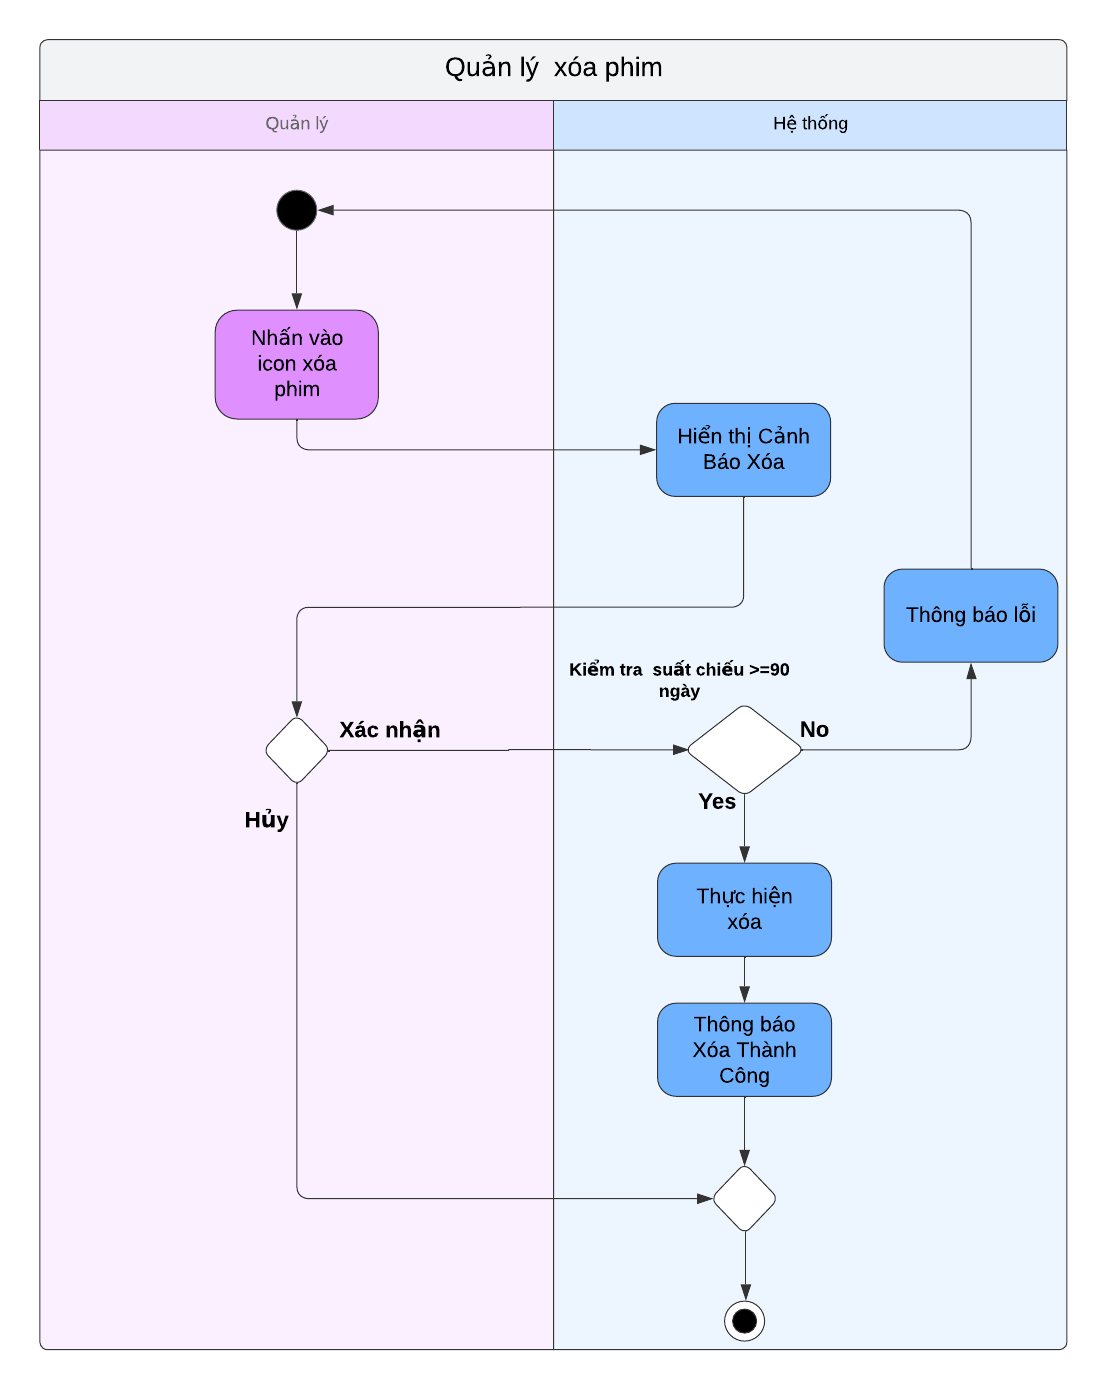 Quản lý  xóa phim
Quản lý
Hệ thống
Nhấn vào
icon xóa
phim
Hiển thị Cảnh
Báo Xóa
Thông báo lỗi
Kiểm tra  suất chiếu >=90
ngày
Xác nhận
No
Hủy
Yes
Thực hiện
xóa
Thông báo
Xóa Thành
Công